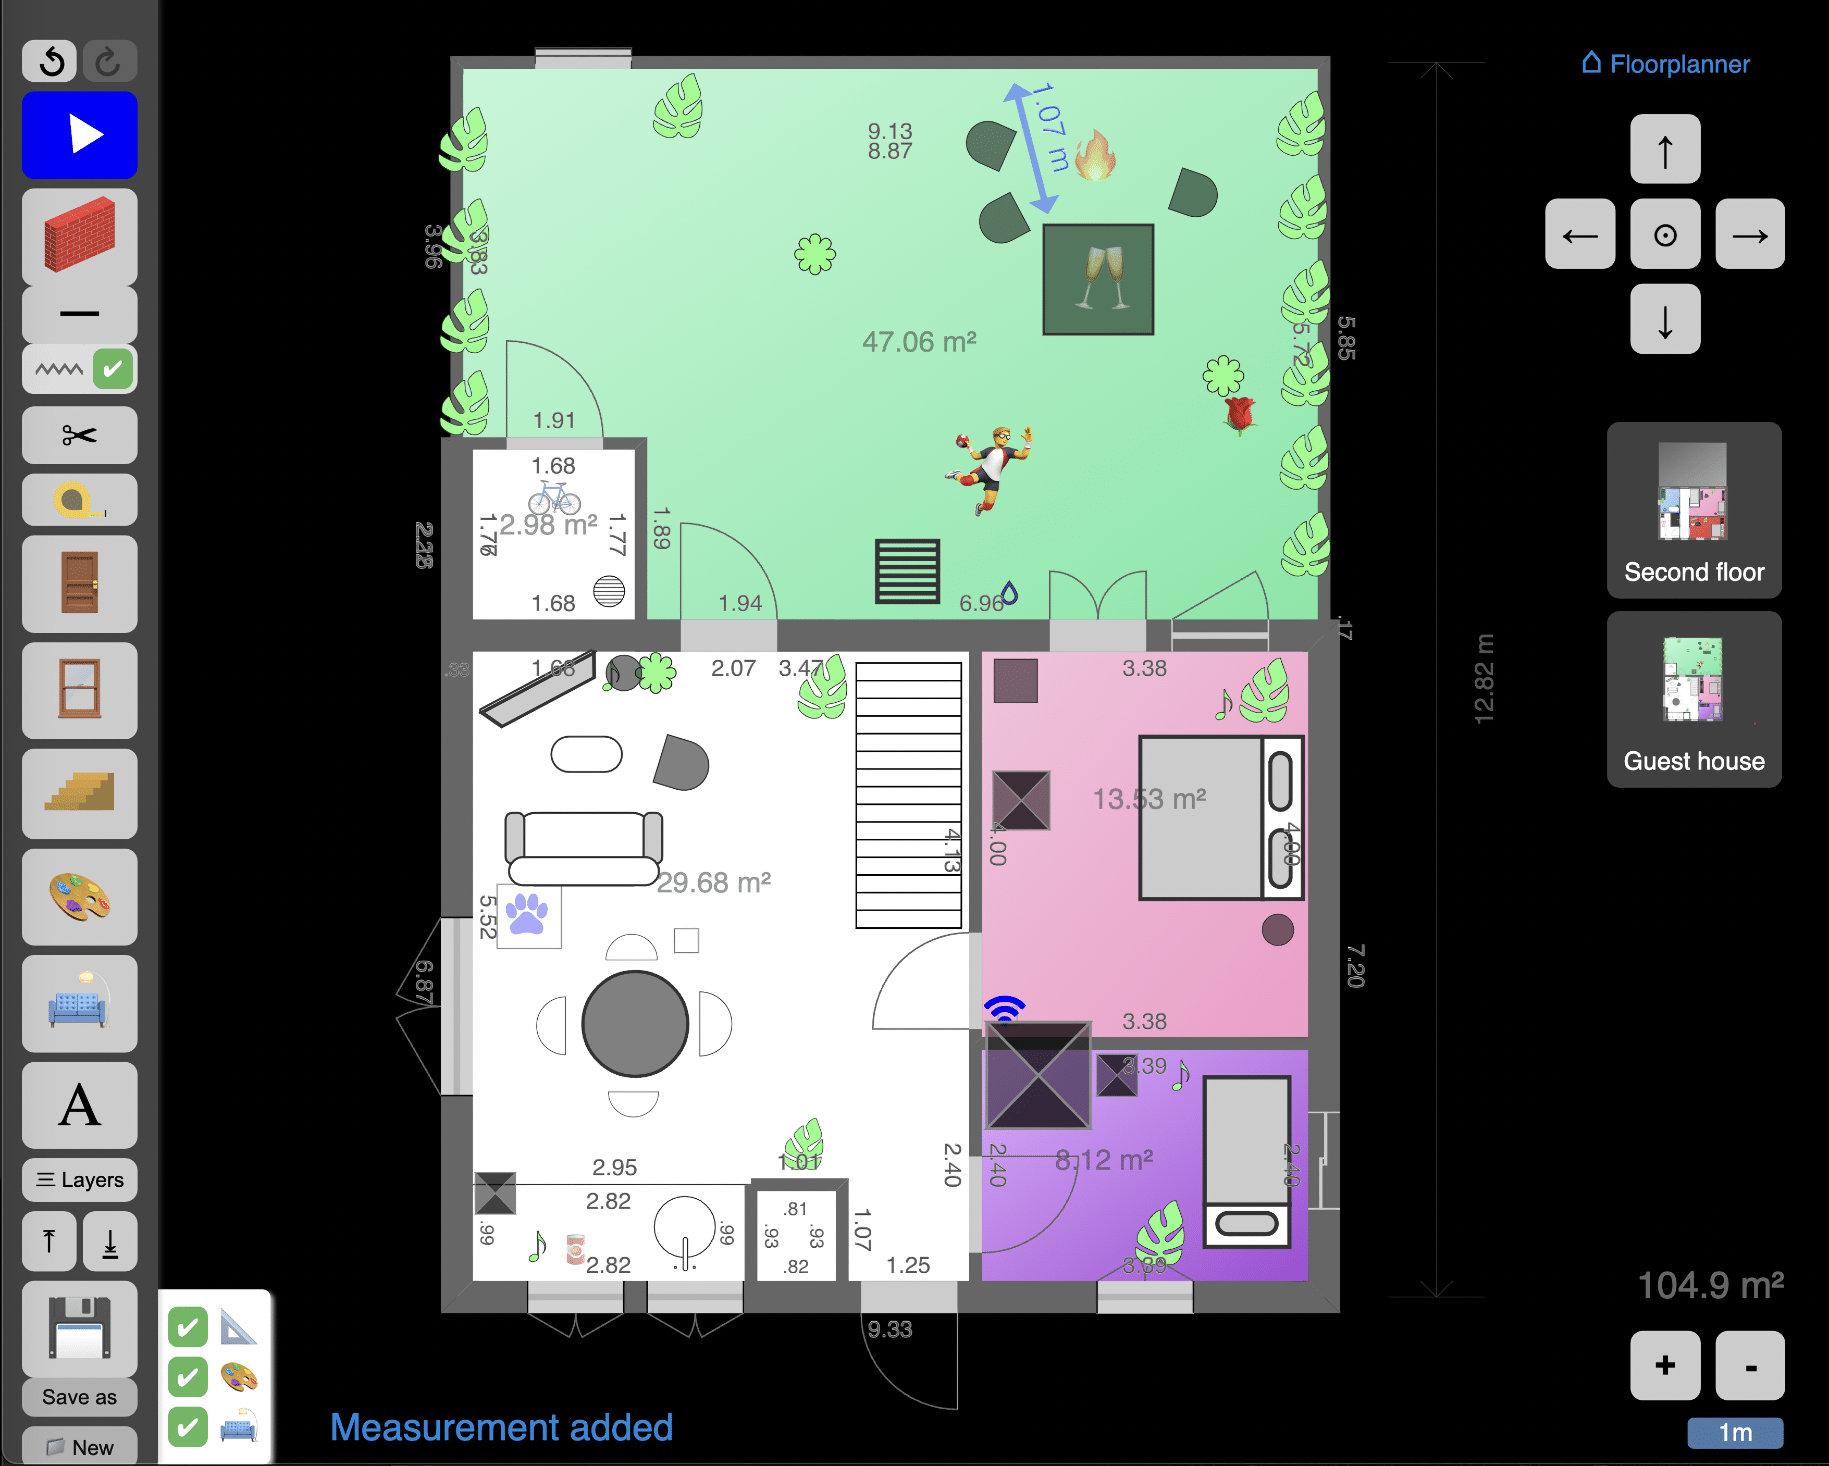 Floorplanner
1.07 m
9.13
8.87
3.96
3.83
47.06 m²
5.85
5.72
1.91
1.68
2.98 m²
1.77
1.89
1.68
1.94
6.96
.17
12.82 m
Second floor
Guest house
.33
1.68
2.07
3.47
3.38
13.53 m²
4.13
4.00
4.00
29.68 m²
5.52
6.87
7.20
3.38
3.39
8.12 m²
2.40
2.40
2.40
2.95
1.01
2.82
.99
.99
.81
.93
.93
.82
1.07
2.82
1.25
3.39
9.33
A
Layers
Save as
New
Measurement added
104.9 m²
+
-
1m